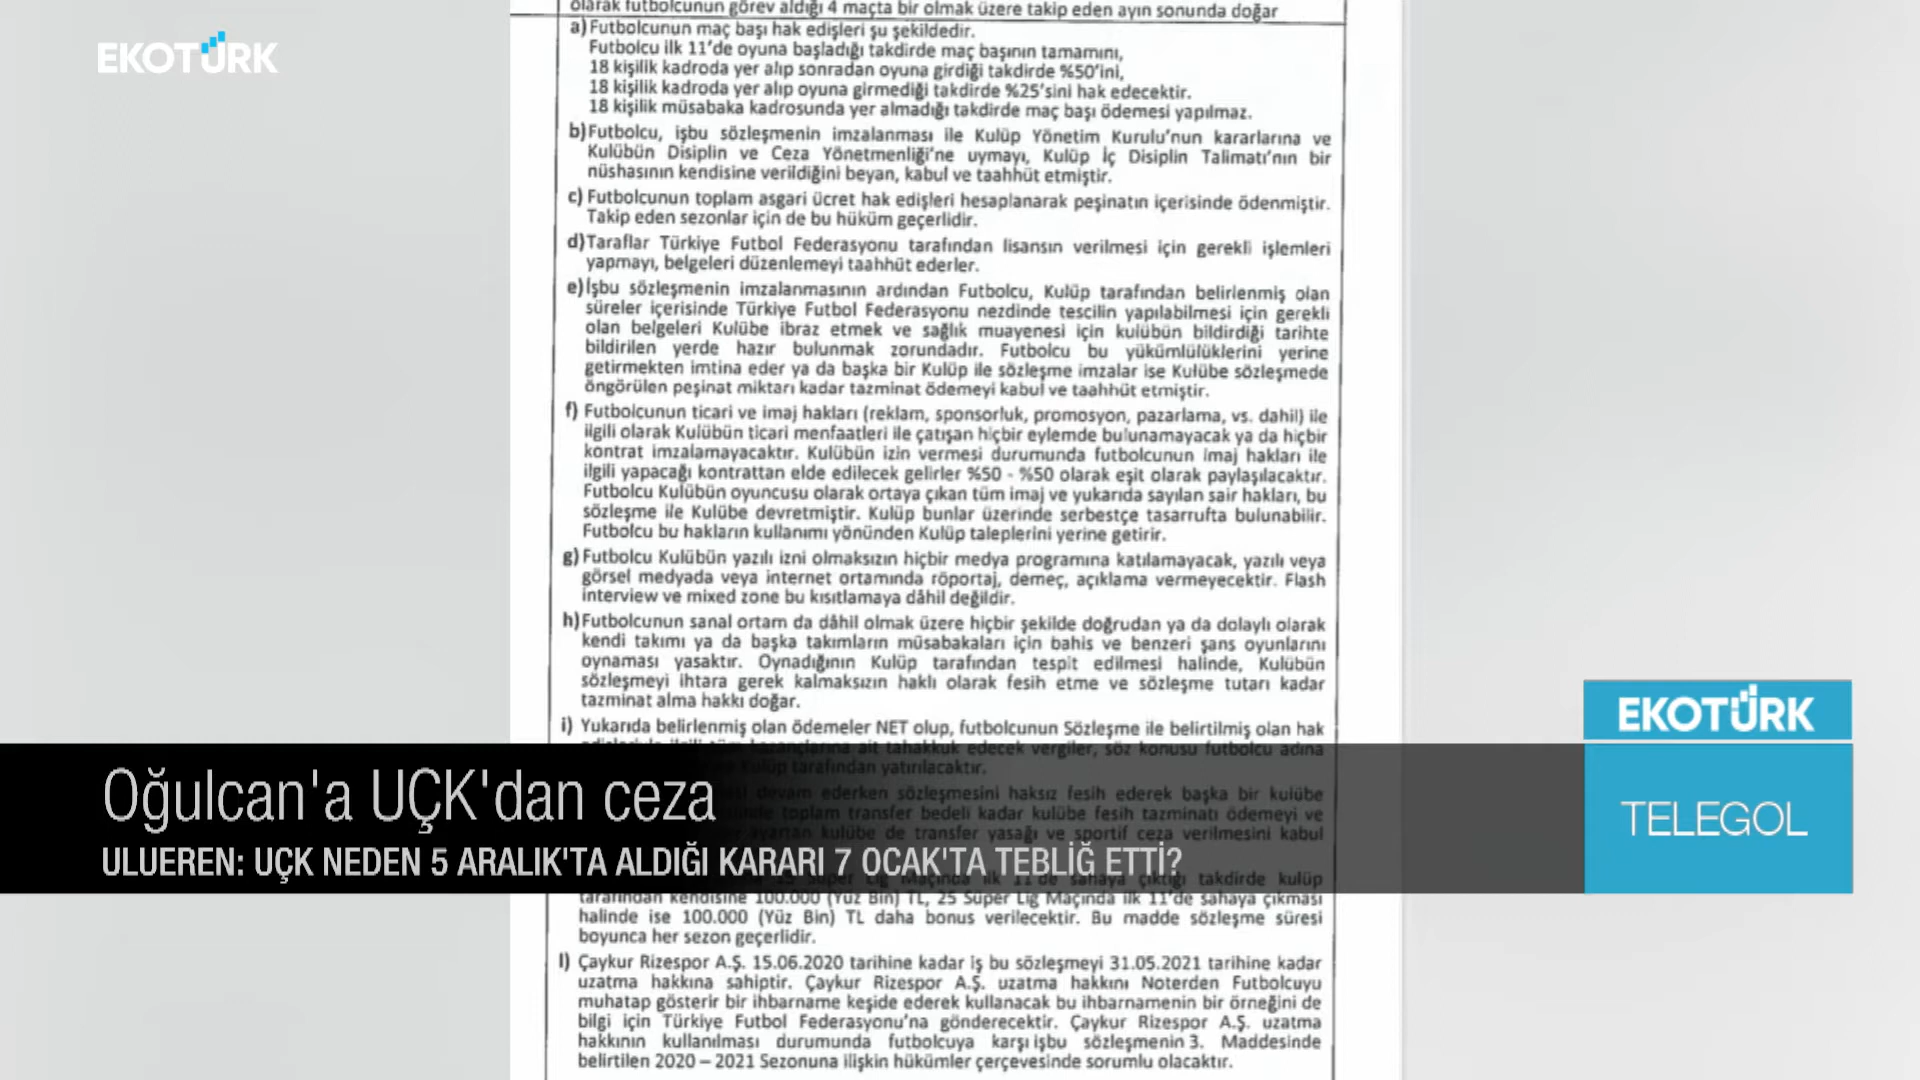 olarak futbolcunun görev aldığı 4 maçta bir olmak üzere takip eden ayın sonunda doğar
EKOTÜRK
a) Futbolcunun maç başı hak edişleri şu şekildedir.
Futbolcu ilk 11'de oyuna başladığı takdirde maç başının tamamını,
18 kişilik kadroda yer alıp sonradan oyuna girdiği takdirde %50'ini,
18 kişilik kadroda yer alıp oyuna girmediği takdirde %25'sini hak edecektir.
18 kişilik müsabaka kadrosunda yer almadığı takdirde maç başı ödemesi yapılmaz.
b) Futbolcu, işbu sözleşmenin imzalanması ile Kulüp Yönetim Kurulu'nun kararlarına ve
Kulübün Disiplin ve Ceza Yönetmenliği'ne uymayı, Kulüp İç Disiplin Talimatı'nın bir
nüshasının kendisine verildiğini beyan, kabul ve taahhüt etmiştir.
c) Futbolcunun toplam asgari ücret hak edişleri hesaplanarak peşinatın içerisinde ödenmiştir.
Takip eden sezonlar için de bu hüküm geçerlidir.
d) Taraflar Türkiye Futbol Federasyonu tarafından lisansın verilmesi için gerekli işlemleri
yapmayı, belgeleri düzenlemeyi taahhüt ederler.
e) İşbu sözleşmenin imzalanmasının ardından Futbolcu, Kulüp tarafından belirlenmiş olan
süreler içerisinde Türkiye Futbol Federasyonu nezdinde tescilin yapılabilmesi için gerekli
olan belgeleri Kulübe ibraz etmek ve sağlık muayenesi için kulübün bildirdiği tarihte
bildirilen yerde hazır bulunmak zorundadır. Futbolcu bu yükümlülüklerini yerine
getirmekten imtina eder ya da başka bir Kulüp ile sözleşme imzalar ise Kulübe sözleşmede
öngörülen peşinat miktarı kadar tazminat ödemeyi kabul ve taahhüt etmiştir.
f) Futbolcunun ticari ve imaj hakları (reklam, sponsorluk, promosyon, pazarlama, vs. dahil) ile
ilgili olarak Kulübün ticari menfaatleri ile çatışan hiçbir eylemde bulunamayacak ya da hiçbir
kontrat imzalamayacaktır. Kulübün izin vermesi durumunda futbolcunun imaj hakları ile
ilgili yapacağı kontrattan elde edilecek gelirler %50 - %50 olarak eşit olarak paylaşılacaktır.
Futbolcu Kulübün oyuncusu olarak ortaya çıkan tüm imaj ve yukarıda sayılan sair hakları, bu
sözleşme ile Kulübe devretmiştir. Kulüp bunlar üzerinde serbestçe tasarrufta bulunabilir.
Futbolcu bu hakların kullanımı yönünden Kulüp taleplerini yerine getirir.
g) Futbolcu Kulübün yazılı izni olmaksızın hiçbir medya programına katılamayacak, yazılı veya
görsel medyada veya internet ortamında röportaj, demeç, açıklama vermeyecektir. Flash
interview ve mixed zone bu kısıtlamaya dâhil değildir.
h) Futbolcunun sanal ortam da dâhil olmak üzere hiçbir şekilde doğrudan ya da dolaylı olarak
kendi takımı ya da başka takımların müsabakaları için bahis ve benzeri şans oyunlarını
oynaması yasaktır. Oynadığının Kulüp tarafından tespit edilmesi halinde, Kulübün
sözleşmeyi ihtara gerek kalmaksızın haklı olarak fesih etme ve sözleşme tutarı kadar
tazminat alma hakkı doğar.
i) Yukarıda belirlenmiş olan ödemeler NET olup, futbolcunun Sözleşme ile belirtilmiş olan hak
tüm kazançlarına ait tahakkuk edecek vergiler, söz konusu futbolcu adına
Kulüp tarafından yatırılacaktır.
devam ederken sözleşmesini haksız fesih ederek başka bir kulübe
toplam transfer bedeli kadar kulübe fesih tazminatı ödemeyi ve
ayartan kulübe de transfer yasağı ve sportif ceza verilmesini kabul
Süper Lig Maçında ilk 11'de sahaya çıktığı takdirde kulüp
tarafından kendisine 100.000 (Yüz Bin) TL, 25 Süper Lig Maçında ilk 11'de sahaya çıkması
halinde ise 100.000 (Yüz Bin) TL daha bonus verilecektir. Bu madde sözleşme süresi
boyunca her sezon geçerlidir.
l) Çaykur Rizespor A.Ş. 15.06.2020 tarihine kadar iş bu sözleşmeyi 31.05.2021 tarihine kadar
uzatma hakkına sahiptir. Çaykur Rizespor A.Ş. uzatma hakkını Noterden Futbolcuyu
muhatap gösterir bir ihbarname keşide ederek kullanacak bu ihbarnamenin bir örneğini de
bilgi için Türkiye Futbol Federasyonu'na gönderecektir. Çaykur Rizespor A.Ş. uzatma
hakkının kullanılması durumunda futbolcuya karşı işbu sözleşmenin 3. Maddesinde
belirtilen 2020 – 2021 Sezonuna ilişkin hükümler çerçevesinde sorumlu olacaktır.
Oğulcan'a UÇK'dan ceza
ULUEREN: UÇK NEDEN 5 ARALIK'TA ALDIĞI KARARI 7 OCAK'TA TEBLİĞ ETTİ?
EKOTÜRK
TELEGOL